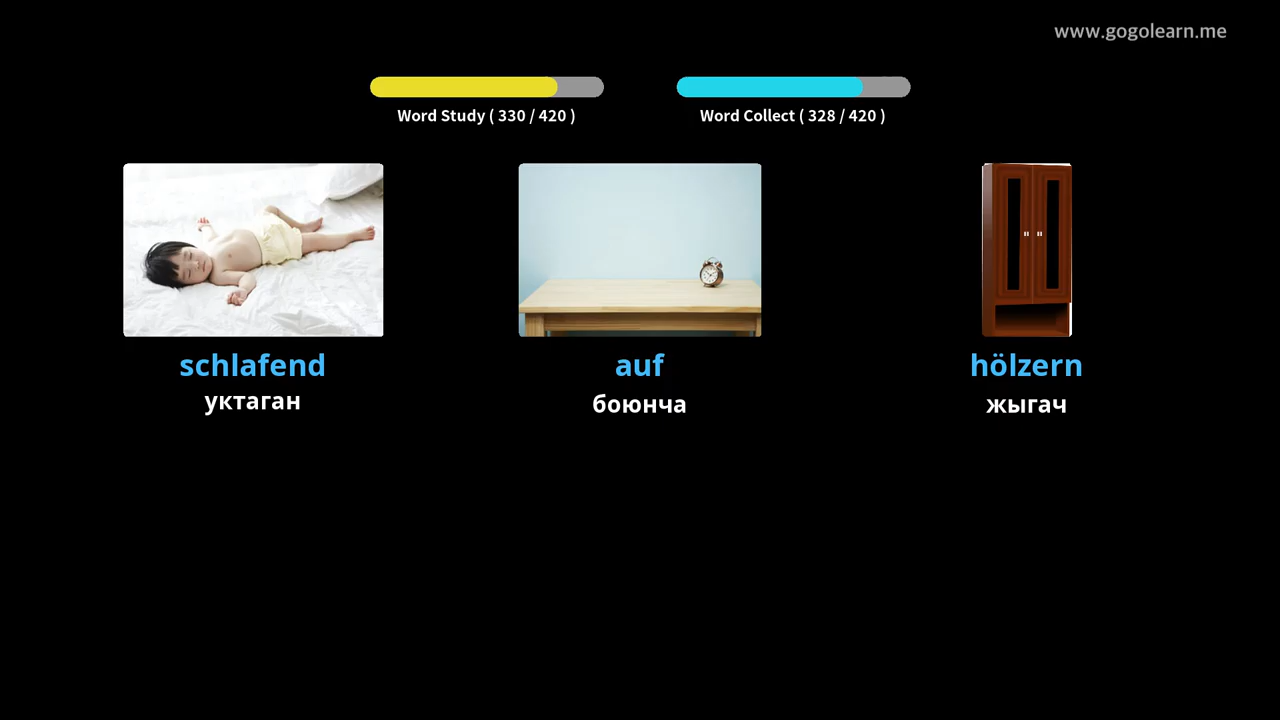 www.gogolearn.me
Word Study ( 330 / 420 )
Word Collect ( 328 / 420 )
schlafend
auf
hölzern
уктаган
боюнча
жыгач